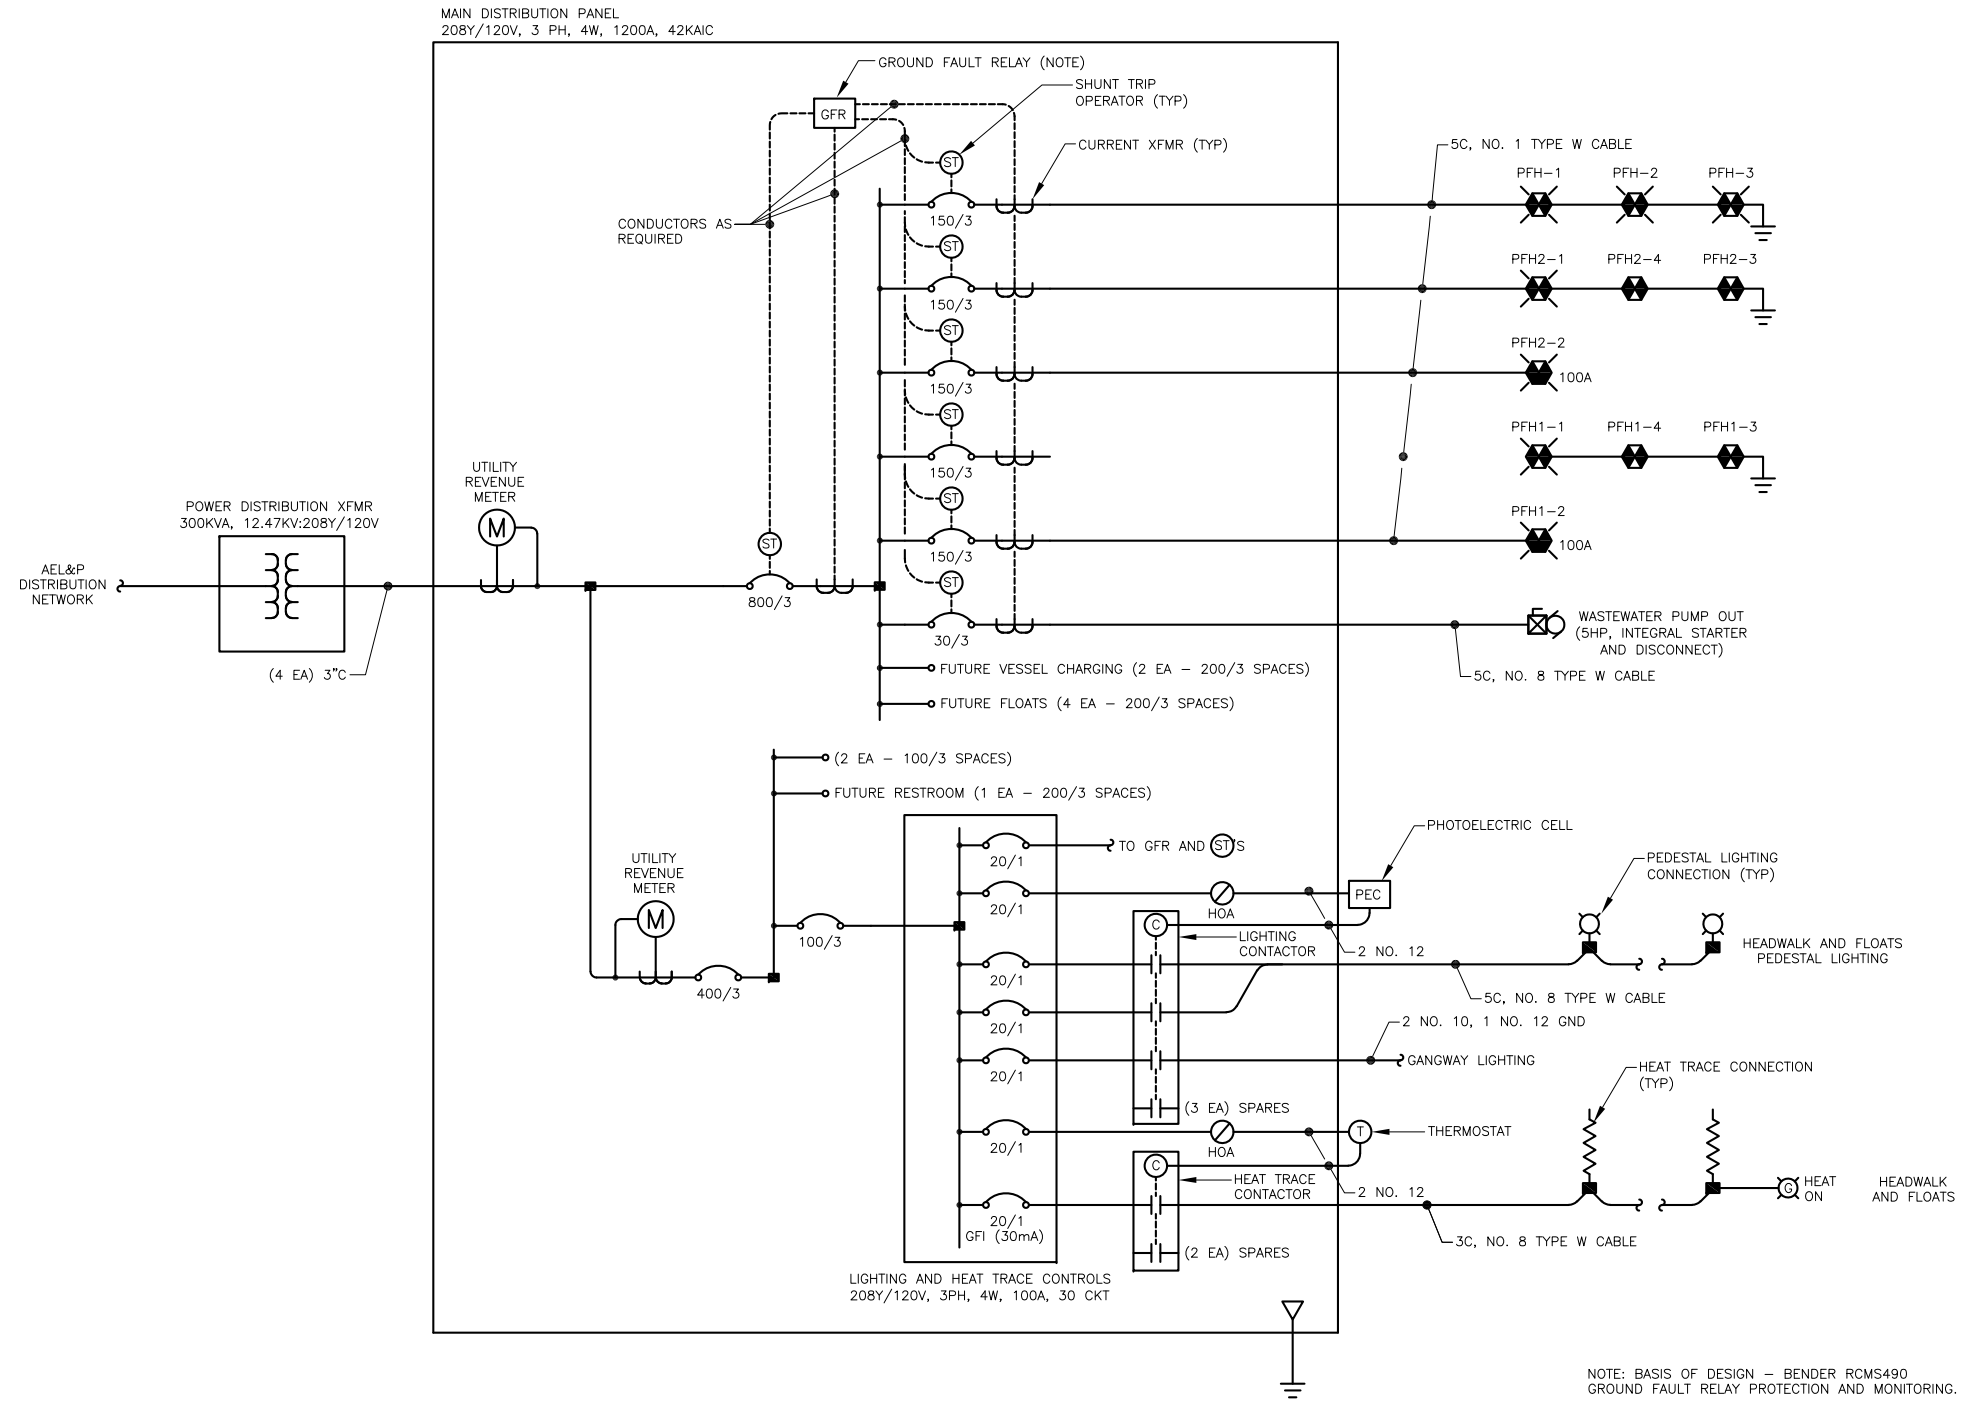 MAIN DISTRIBUTION PANEL
208Y/120V, 3 PH, 4W, 1200A, 42KAIC
GROUND FAULT RELAY (NOTE)
SHUNT TRIP
OPERATOR (TYP)
GFR
CURRENT XFMR (TYP)
5C, NO. 1 TYPE W CABLE
ST
PFH-1
PFH-2
PFH-3
150/3
CONDUCTORS AS
REQUIRED
ST
PFH2-1
PFH2-4
PFH2-3
150/3
ST
PFH2-2
100A
150/3
ST
PFH1-1
PFH1-4
PFH1-3
150/3
ST
PFH1-2
100A
150/3
UTILITY
REVENUE
METER
M
POWER DISTRIBUTION XFMR
300KVA, 12.47KV:208Y/120V
AEL&P
DISTRIBUTION
NETWORK
(4 EA) 3"C
ST
800/3
ST
30/3
WASTEWATER PUMP OUT
(5HP, INTEGRAL STARTER
AND DISCONNECT)
5C, NO. 8 TYPE W CABLE
FUTURE VESSEL CHARGING (2 EA - 200/3 SPACES)
FUTURE FLOATS (4 EA - 200/3 SPACES)
(2 EA - 100/3 SPACES)
FUTURE RESTROOM (1 EA - 200/3 SPACES)
UTILITY
REVENUE
METER
M
400/3
100/3
20/1
TO GFR AND ST'S
PHOTOELECTRIC CELL
20/1
HOA
PEC
C
LIGHTING
CONTACTOR
2 NO. 12
PEDESTAL LIGHTING
CONNECTION (TYP)
HEADWALK AND FLOATS
PEDESTAL LIGHTING
20/1
5C, NO. 8 TYPE W CABLE
20/1
2 NO. 10, 1 NO. 12 GND
20/1
GANGWAY LIGHTING
HEAT TRACE CONNECTION
(TYP)
(3 EA) SPARES
20/1
HOA
T
THERMOSTAT
C
HEAT TRACE
CONTACTOR
2 NO. 12
G
HEAT
ON
HEADWALK
AND FLOATS
20/1
GFI (30mA)
3C, NO. 8 TYPE W CABLE
(2 EA) SPARES
LIGHTING AND HEAT TRACE CONTROLS
208Y/120V, 3PH, 4W, 100A, 30 CKT
NOTE: BASIS OF DESIGN - BENDER RCMS490
GROUND FAULT RELAY PROTECTION AND MONITORING.